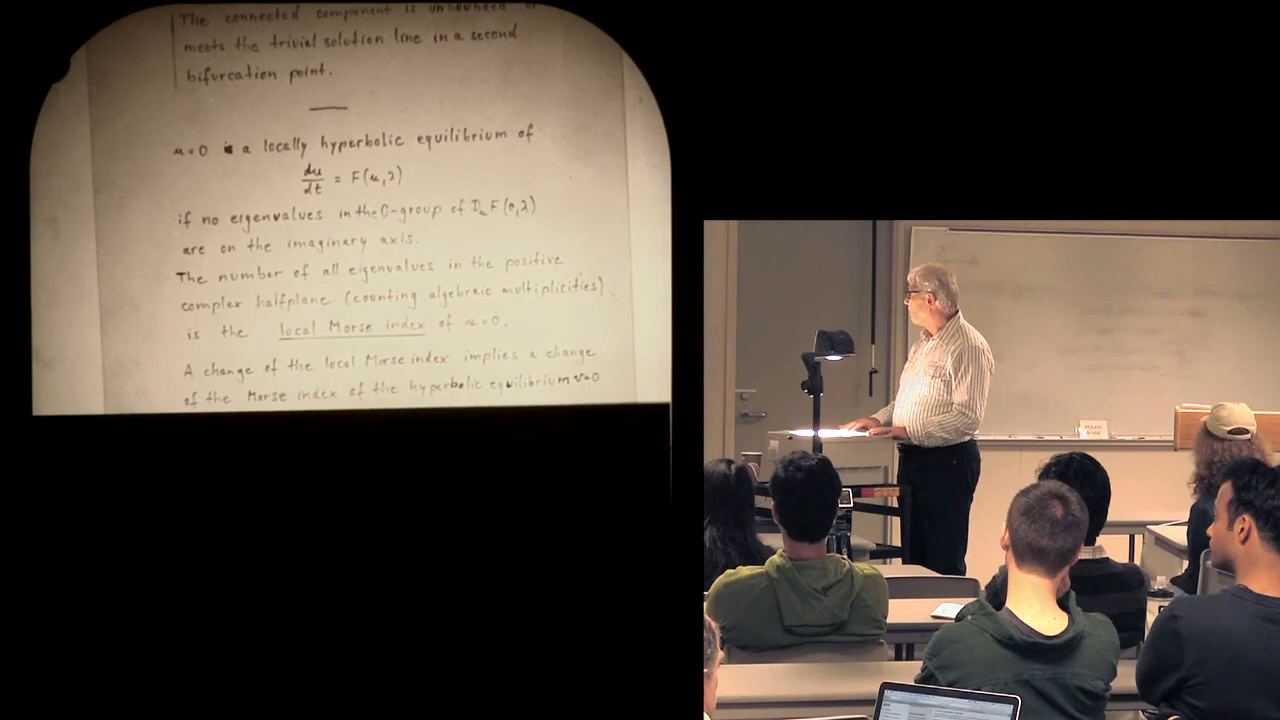 The connected component is unbounded or
meets the trivial solution line in a second
bifurcation point.
u=0 is a locally hyperbolic equilibrium of
du/dt = F(u,λ)
if no eigenvalues in the 0-group of DuF(0,λ)
are on the imaginary axis.
The number of all eigenvalues in the positive
complex halfplane (counting algebraic multiplicities)
is the local Morse index of u=0.
A change of the local Morse index implies a change
of the Morse index of the hyperbolic equilibrium v=0
PLEASE